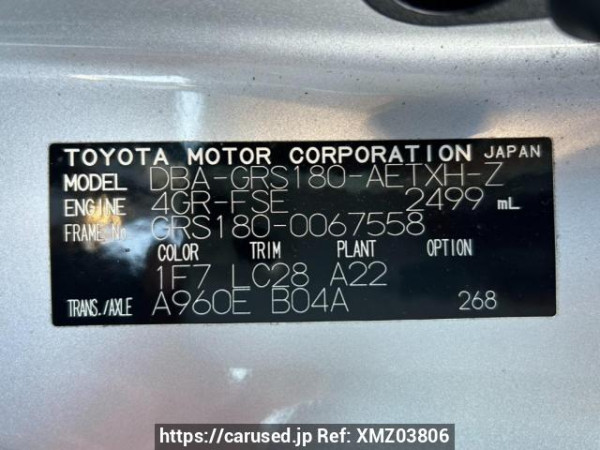 TOYOTA MOTOR CORPORATION JAPAN
MODEL DBA-GRS180-AETXH-Z
ENGINE 4GR-FSE 2499 mL
FRAME No. GRS180-0067558
COLOR TRIM PLANT OPTION
1F7 LC28 A22
TRANS./AXLE A960E B04A 268
https://carused.jp Ref: XMZ03806